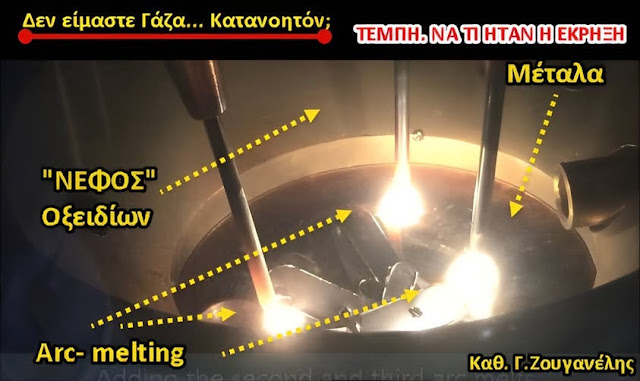 Δεν είμαστε Γάζα... Κατανοητόν;
ΤΕΜΠΗ. ΝΑ ΤΙ ΗΤΑΝ Η ΕΚΡΗΞΗ
Μέταλα
"ΝΕΦΟΣ"
Οξειδίων
Arc- melting
Adding the second and third arc melts
Καθ. Γ.Ζουγανέλης